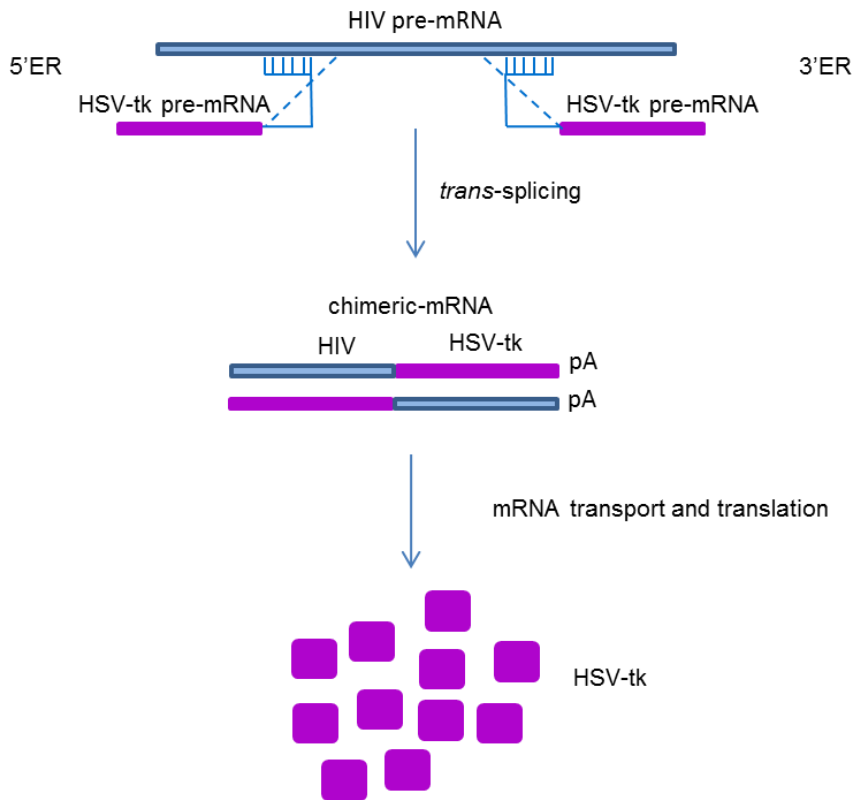 HIV pre-mRNA
5'ER
3'ER
HSV-tk pre-mRNA
HSV-tk pre-mRNA
trans-splicing
chimeric-mRNA
HIV
HSV-tk
pA
pA
mRNA transport and translation
HSV-tk